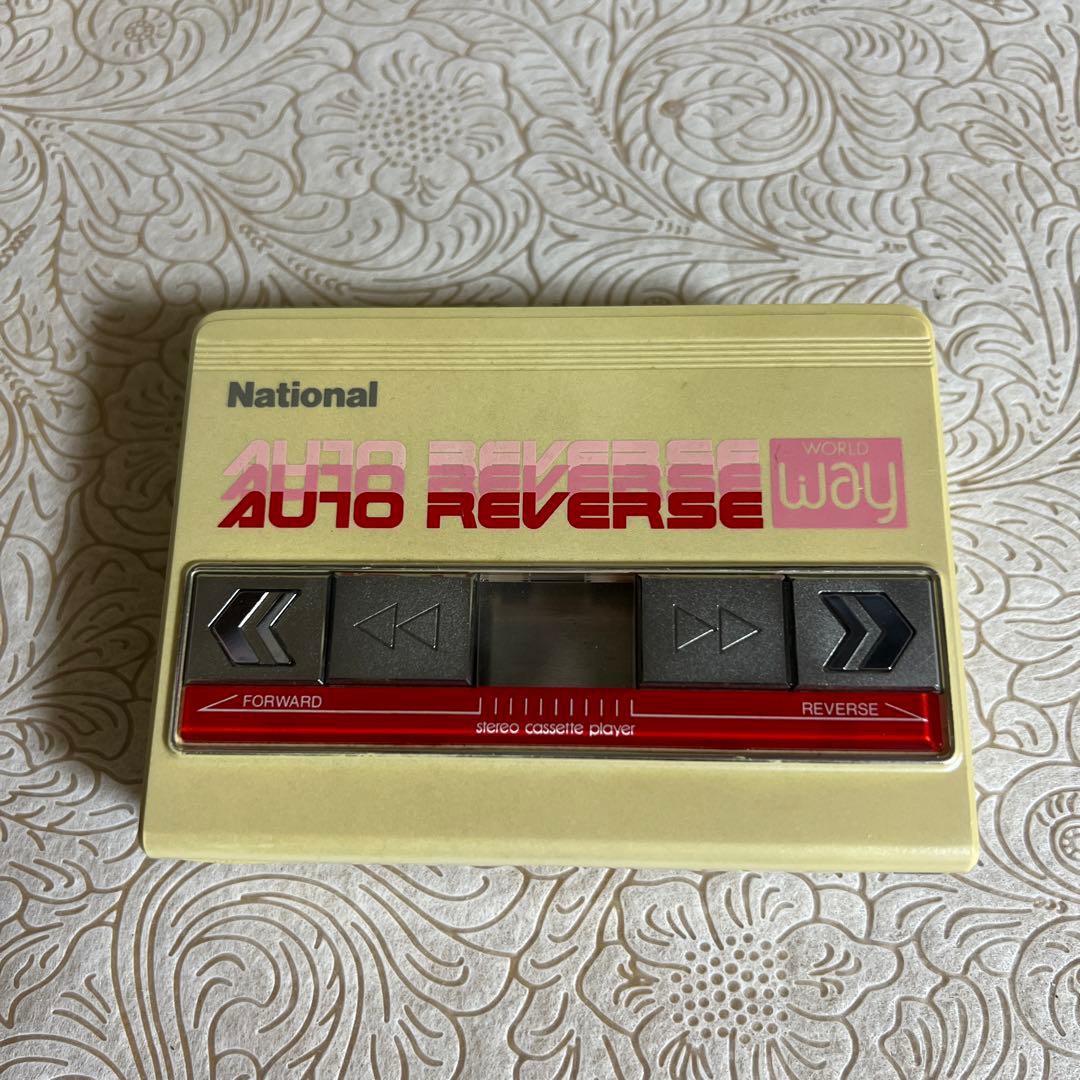 National
AUTO REVERSE
AUTO REVERSE
AUTO REVERSE
WORLD
way
FORWARD
REVERSE
stereo cassette player